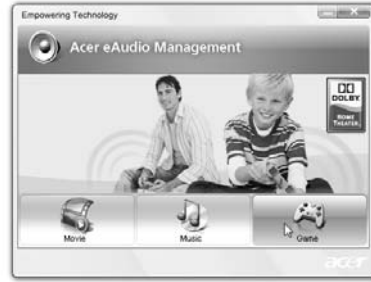 Empowering Technology
Acer eAudio Management
DOLBY
HOME
THEATER
Movie
Music
Game
acer